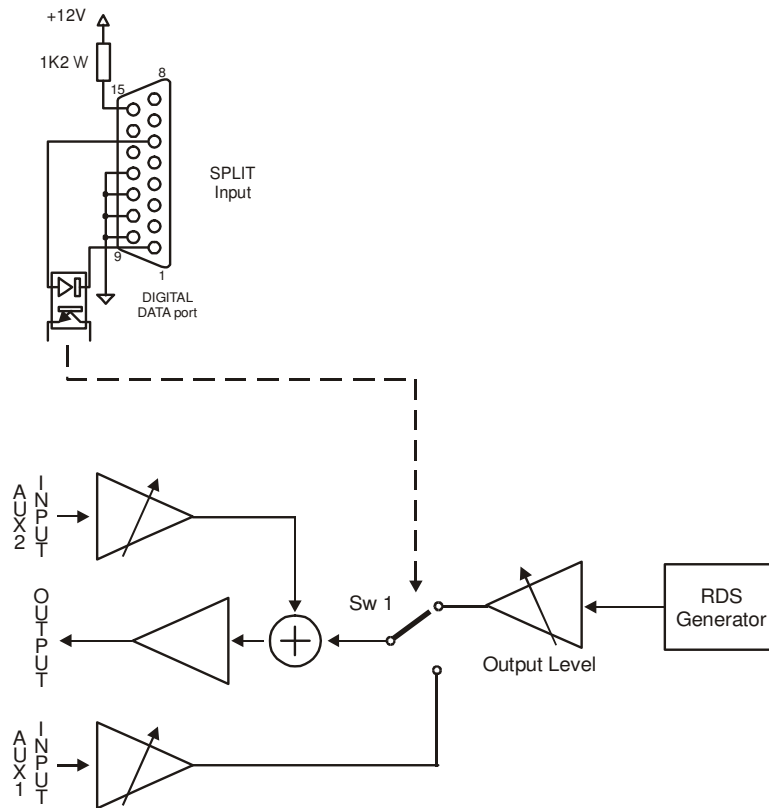 +12V
1K2 W
8
15
SPLIT
Input
9
1
DIGITAL
DATA port
AUX2
INPUT
OUTPUT
Sw 1
RDS
Generator
Output Level
AUX1
INPUT